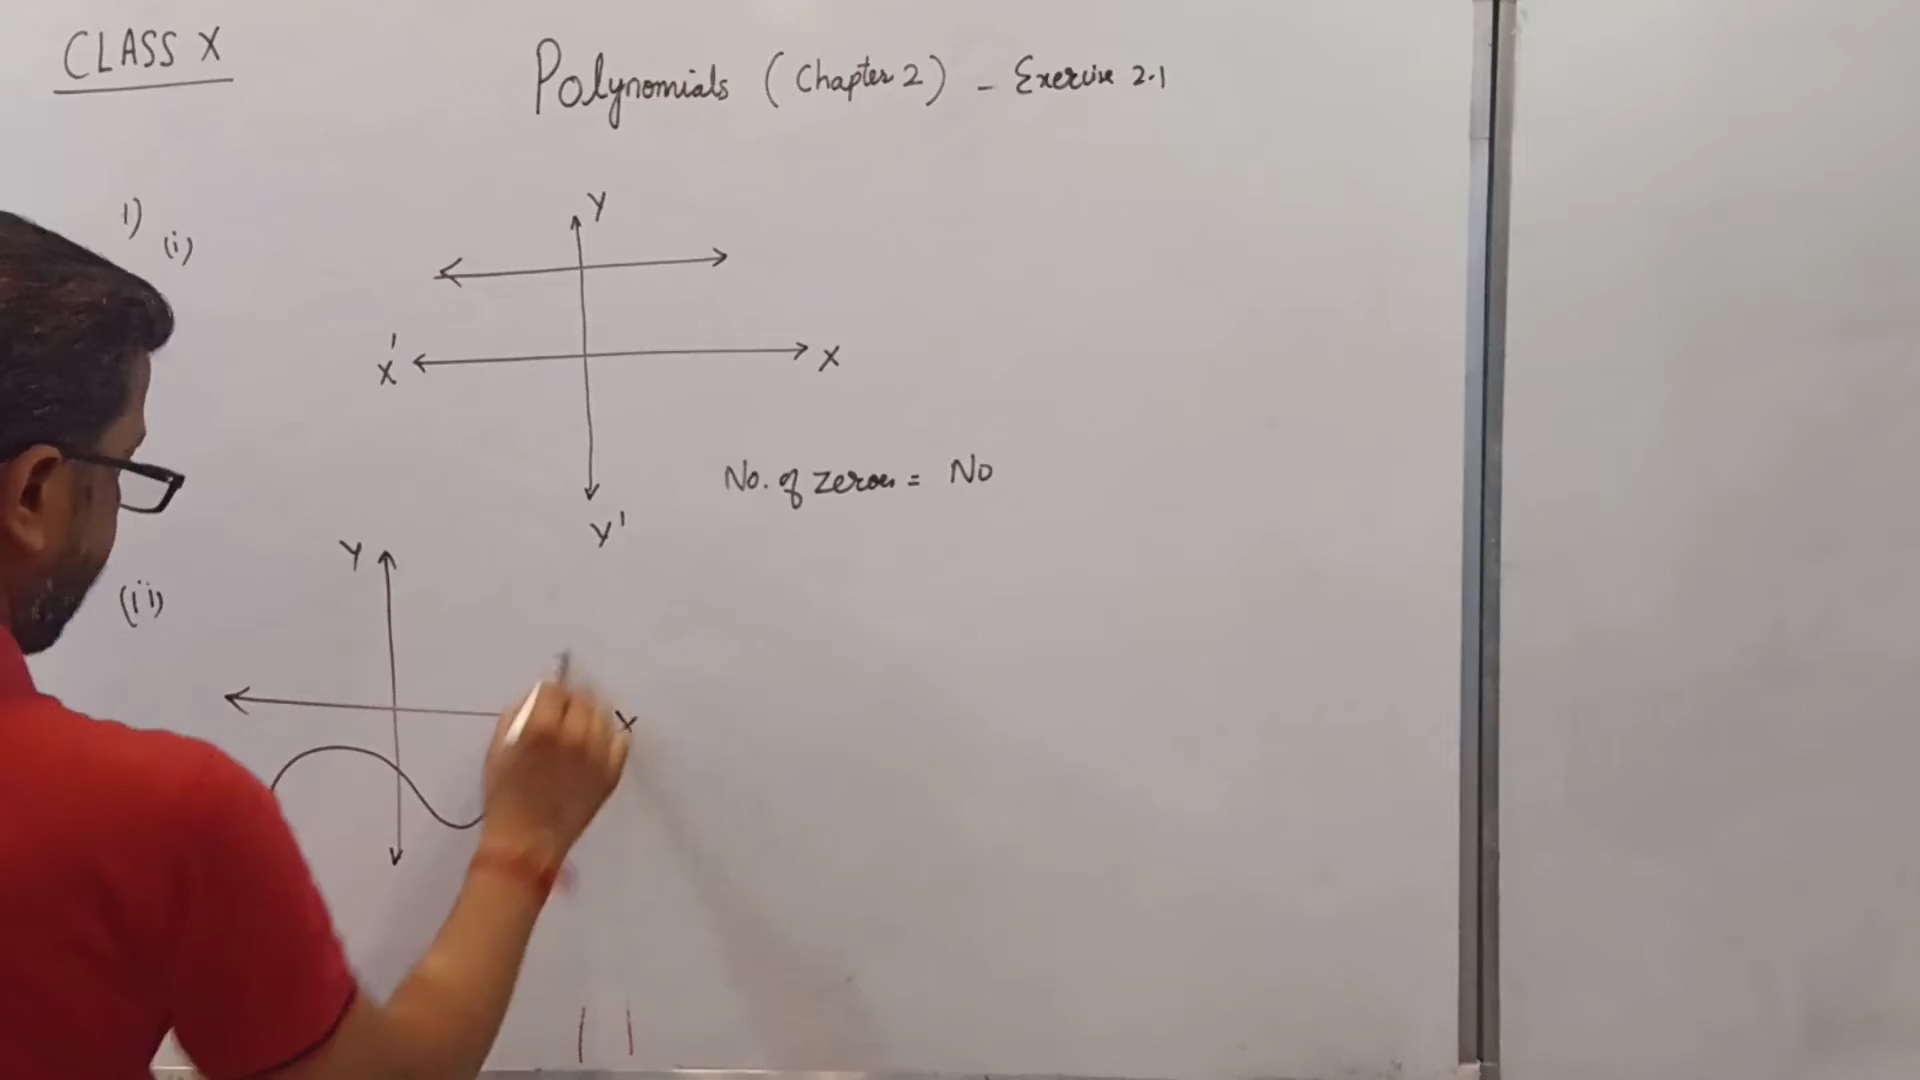 CLASS X
Polynomials (Chapter 2) - Exercise 2.1
1)
(i)
Y
X'
X
No. of zeroes = No
Y'
Y
(ii)
X